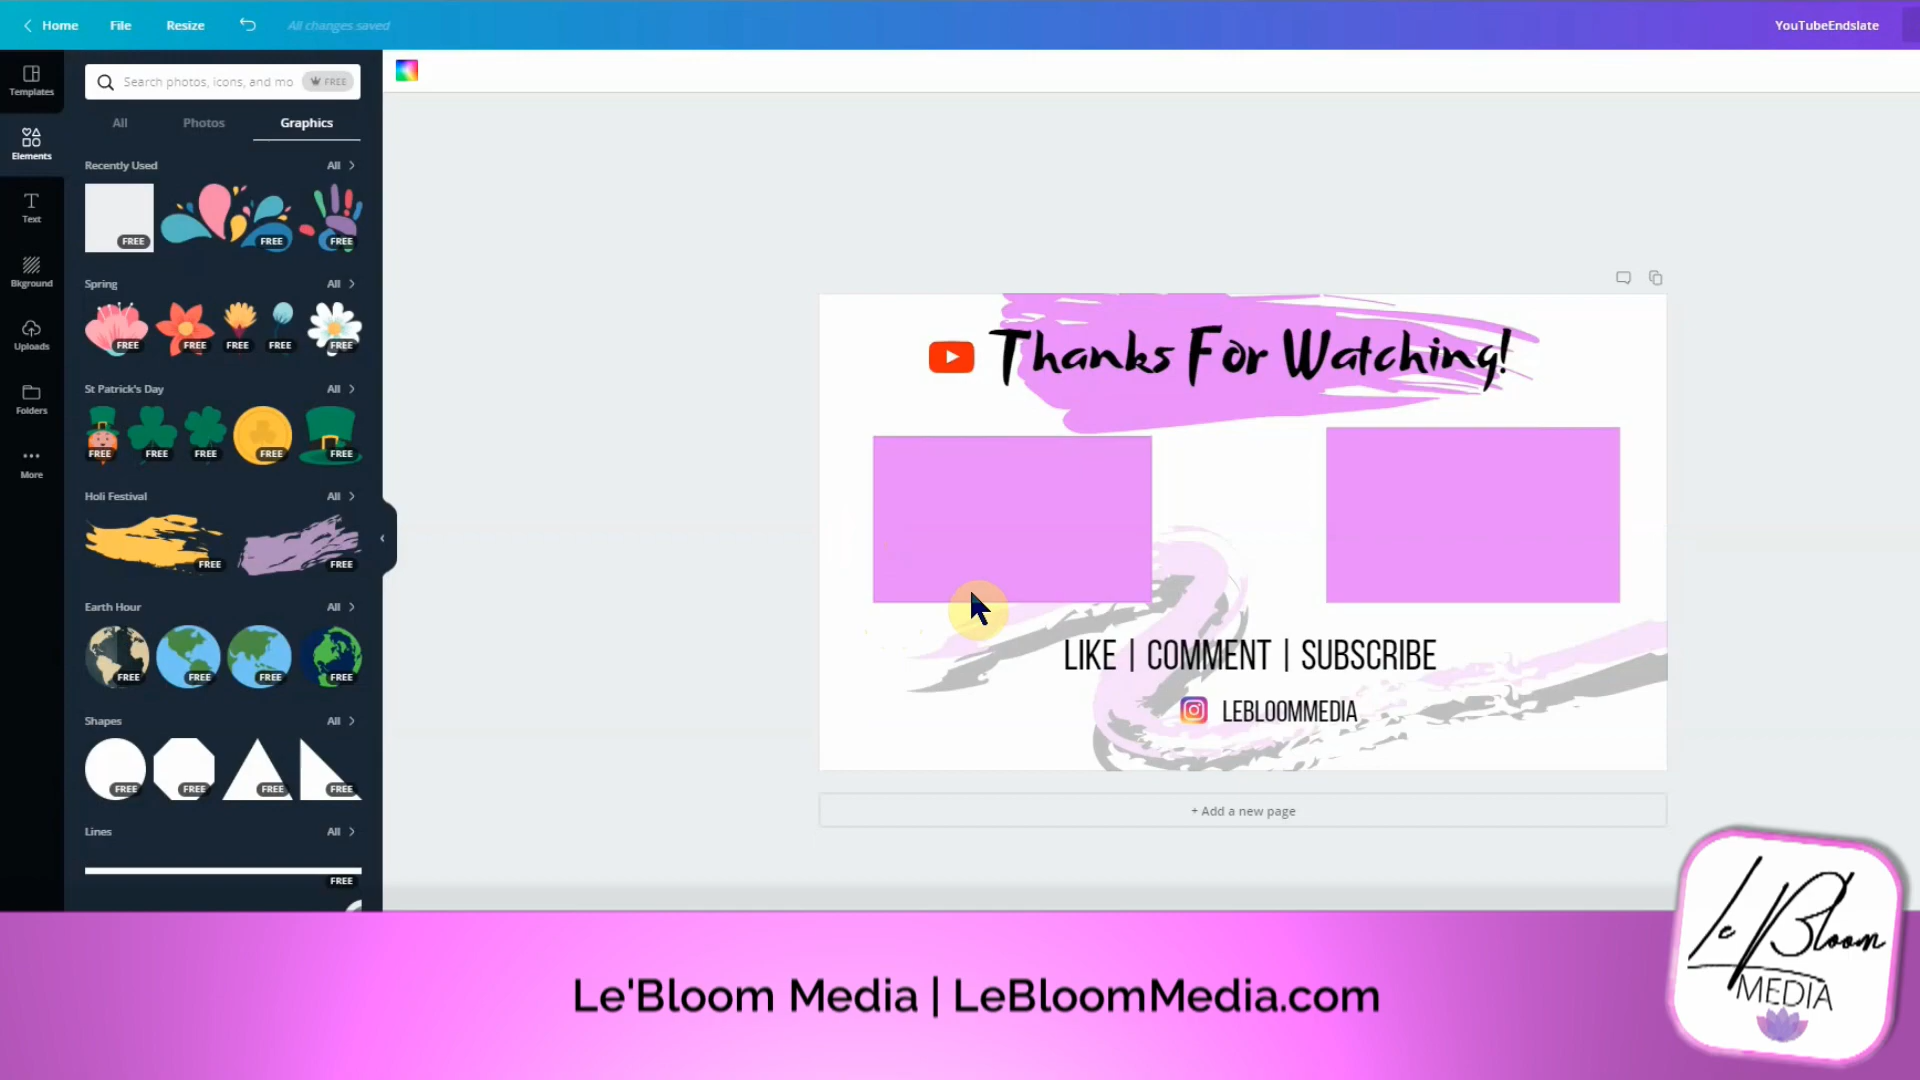 Home
File
Resize
All changes saved
YouTubeEndslate
Templates
Elements
Text
Bkground
Uploads
Folders
More
Search photos, icons, and mo
FREE
All
Photos
Graphics
Recently Used
All
FREE
FREE
FREE
Spring
All
FREE
FREE
FREE
FREE
FREE
St Patrick's Day
All
FREE
FREE
FREE
FREE
FREE
Holi Festival
All
FREE
FREE
Earth Hour
All
FREE
FREE
FREE
FREE
Shapes
All
FREE
FREE
FREE
FREE
Lines
All
FREE
Thanks For Watching!
LIKE | COMMENT | SUBSCRIBE
LEBLOOMMEDIA
+ Add a new page
Le'Bloom Media | LeBloomMedia.com
Le'Bloom
MEDIA